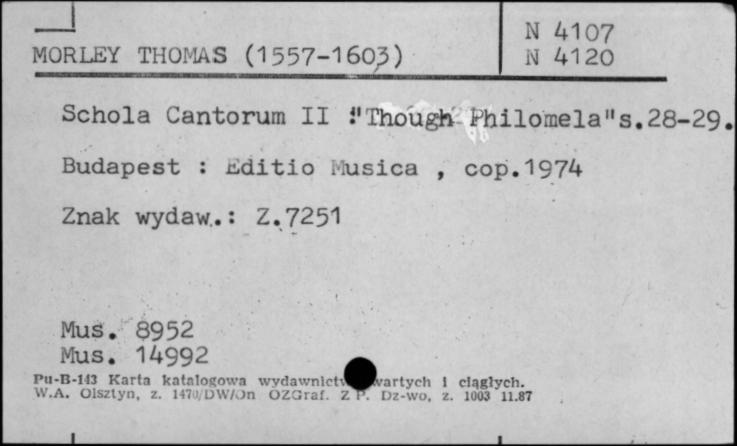 N 4107
MORLEY THOMAS (1557-1603) N 4120
Schola Cantorum II :"Though Philomela"s.28-29.
Budapest : Editio Musica , cop.1974
Znak wydaw.: Z.7251
Mus. 8952
Mus. 14992
Pu-B-143 Karta katalogowa wydawnictw zwartych i ciągłych.
W.A. Olsztyn, z. 1470/DW/On OZGraf. Z P. Dz-wo, z. 1003 11.87